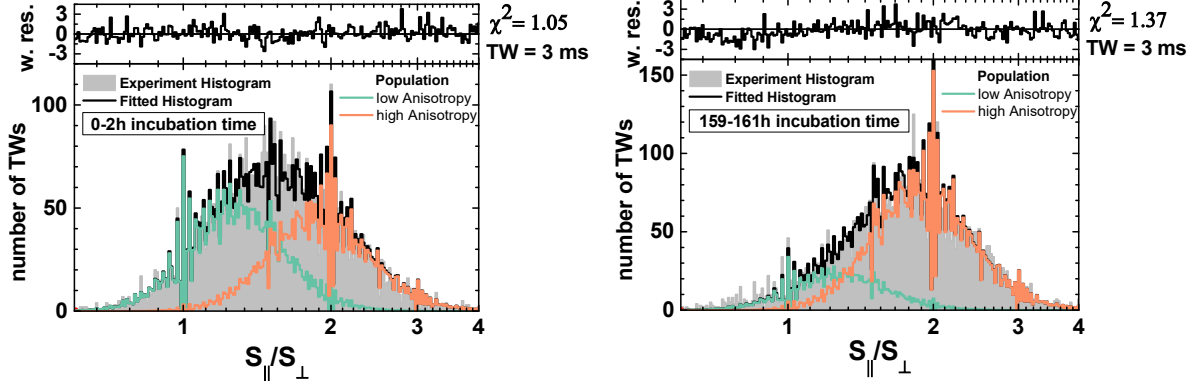 w. res.
3
0
-3
χ²= 1.05
TW = 3 ms
number of TWs
100
50
0
Experiment Histogram
Fitted Histogram
0-2h incubation time
Population
low Anisotropy
high Anisotropy
1
2
3
4
S∥/S⊥
w. res.
3
0
-3
χ²= 1.37
TW = 3 ms
number of TWs
150
100
50
0
Experiment Histogram
Fitted Histogram
159-161h incubation time
Population
low Anisotropy
high Anisotropy
1
2
3
4
S∥/S⊥